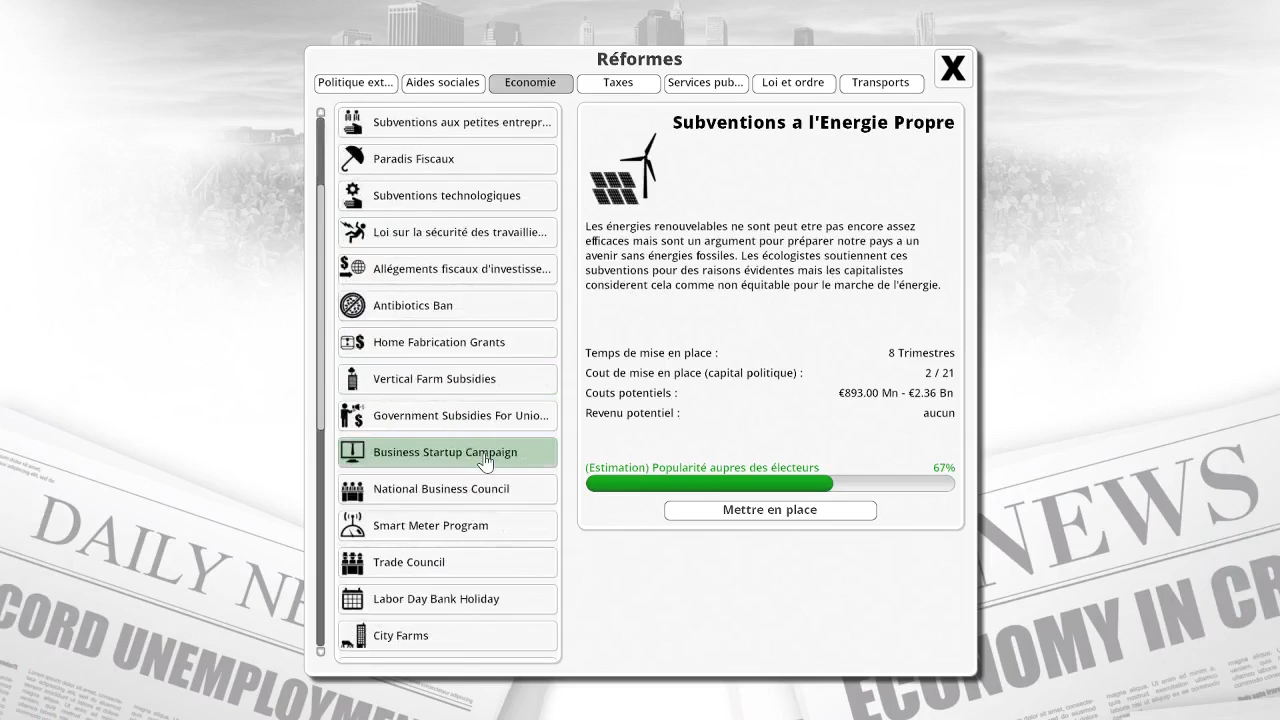 Réformes
X
Politique ext...
Aides sociales
Economie
Taxes
Services pub...
Loi et ordre
Transports
Subventions aux petites entrepr...
Paradis Fiscaux
Subventions technologiques
Loi sur la sécurité des travaillie...
Allégements fiscaux d'investisse...
Antibiotics Ban
Home Fabrication Grants
Vertical Farm Subsidies
Government Subsidies For Unio...
Business Startup Campaign
National Business Council
Smart Meter Program
Trade Council
Labor Day Bank Holiday
City Farms
Subventions a l'Energie Propre
Les énergies renouvelables ne sont peut etre pas encore assez
efficaces mais sont un argument pour préparer notre pays a un
avenir sans énergies fossiles. Les écologistes soutiennent ces
subventions pour des raisons évidentes mais les capitalistes
considerent cela comme non équitable pour le marche de l'énergie.
Temps de mise en place : 8 Trimestres
Cout de mise en place (capital politique) : 2 / 21
Couts potentiels : €893.00 Mn - €2.36 Bn
Revenu potentiel : aucun
(Estimation) Popularité aupres des électeurs 67%
Mettre en place
DAILY NE
CORD UNEMPLOYM
NEWS
ECONOMY IN CR